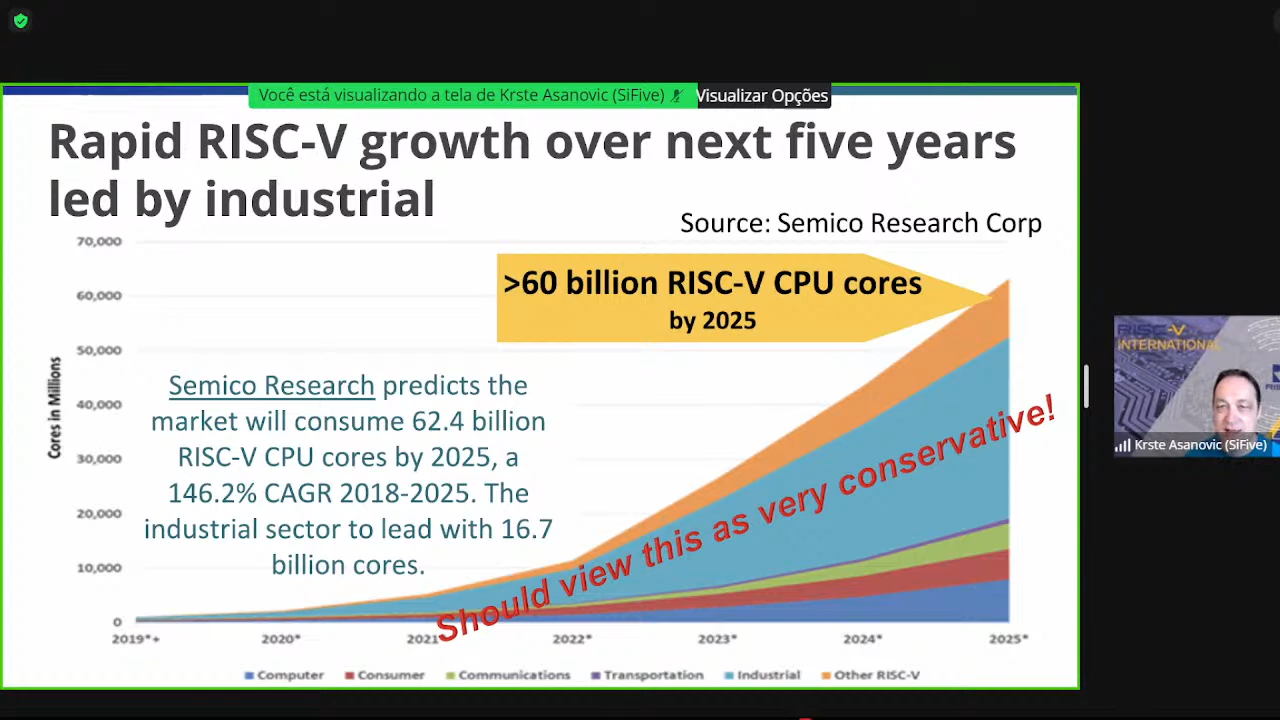 Você está visualizando a tela de Krste Asanovic (SiFive)
Visualizar Opções
Rapid RISC-V growth over next five years
led by industrial
Source: Semico Research Corp
70,000
60,000
50,000
40,000
30,000
20,000
10,000
0
Cores in Millions
>60 billion RISC-V CPU cores
by 2025
Semico Research predicts the
market will consume 62.4 billion
RISC-V CPU cores by 2025, a
146.2% CAGR 2018-2025. The
industrial sector to lead with 16.7
billion cores.
Should view this as very conservative!
2019*+ 2020* 2021 2022* 2023* 2024* 2025*
Computer Consumer Communications Transportation Industrial Other RISC-V
RISC-V
INTERNATIONAL
Krste Asanovic (SiFive)